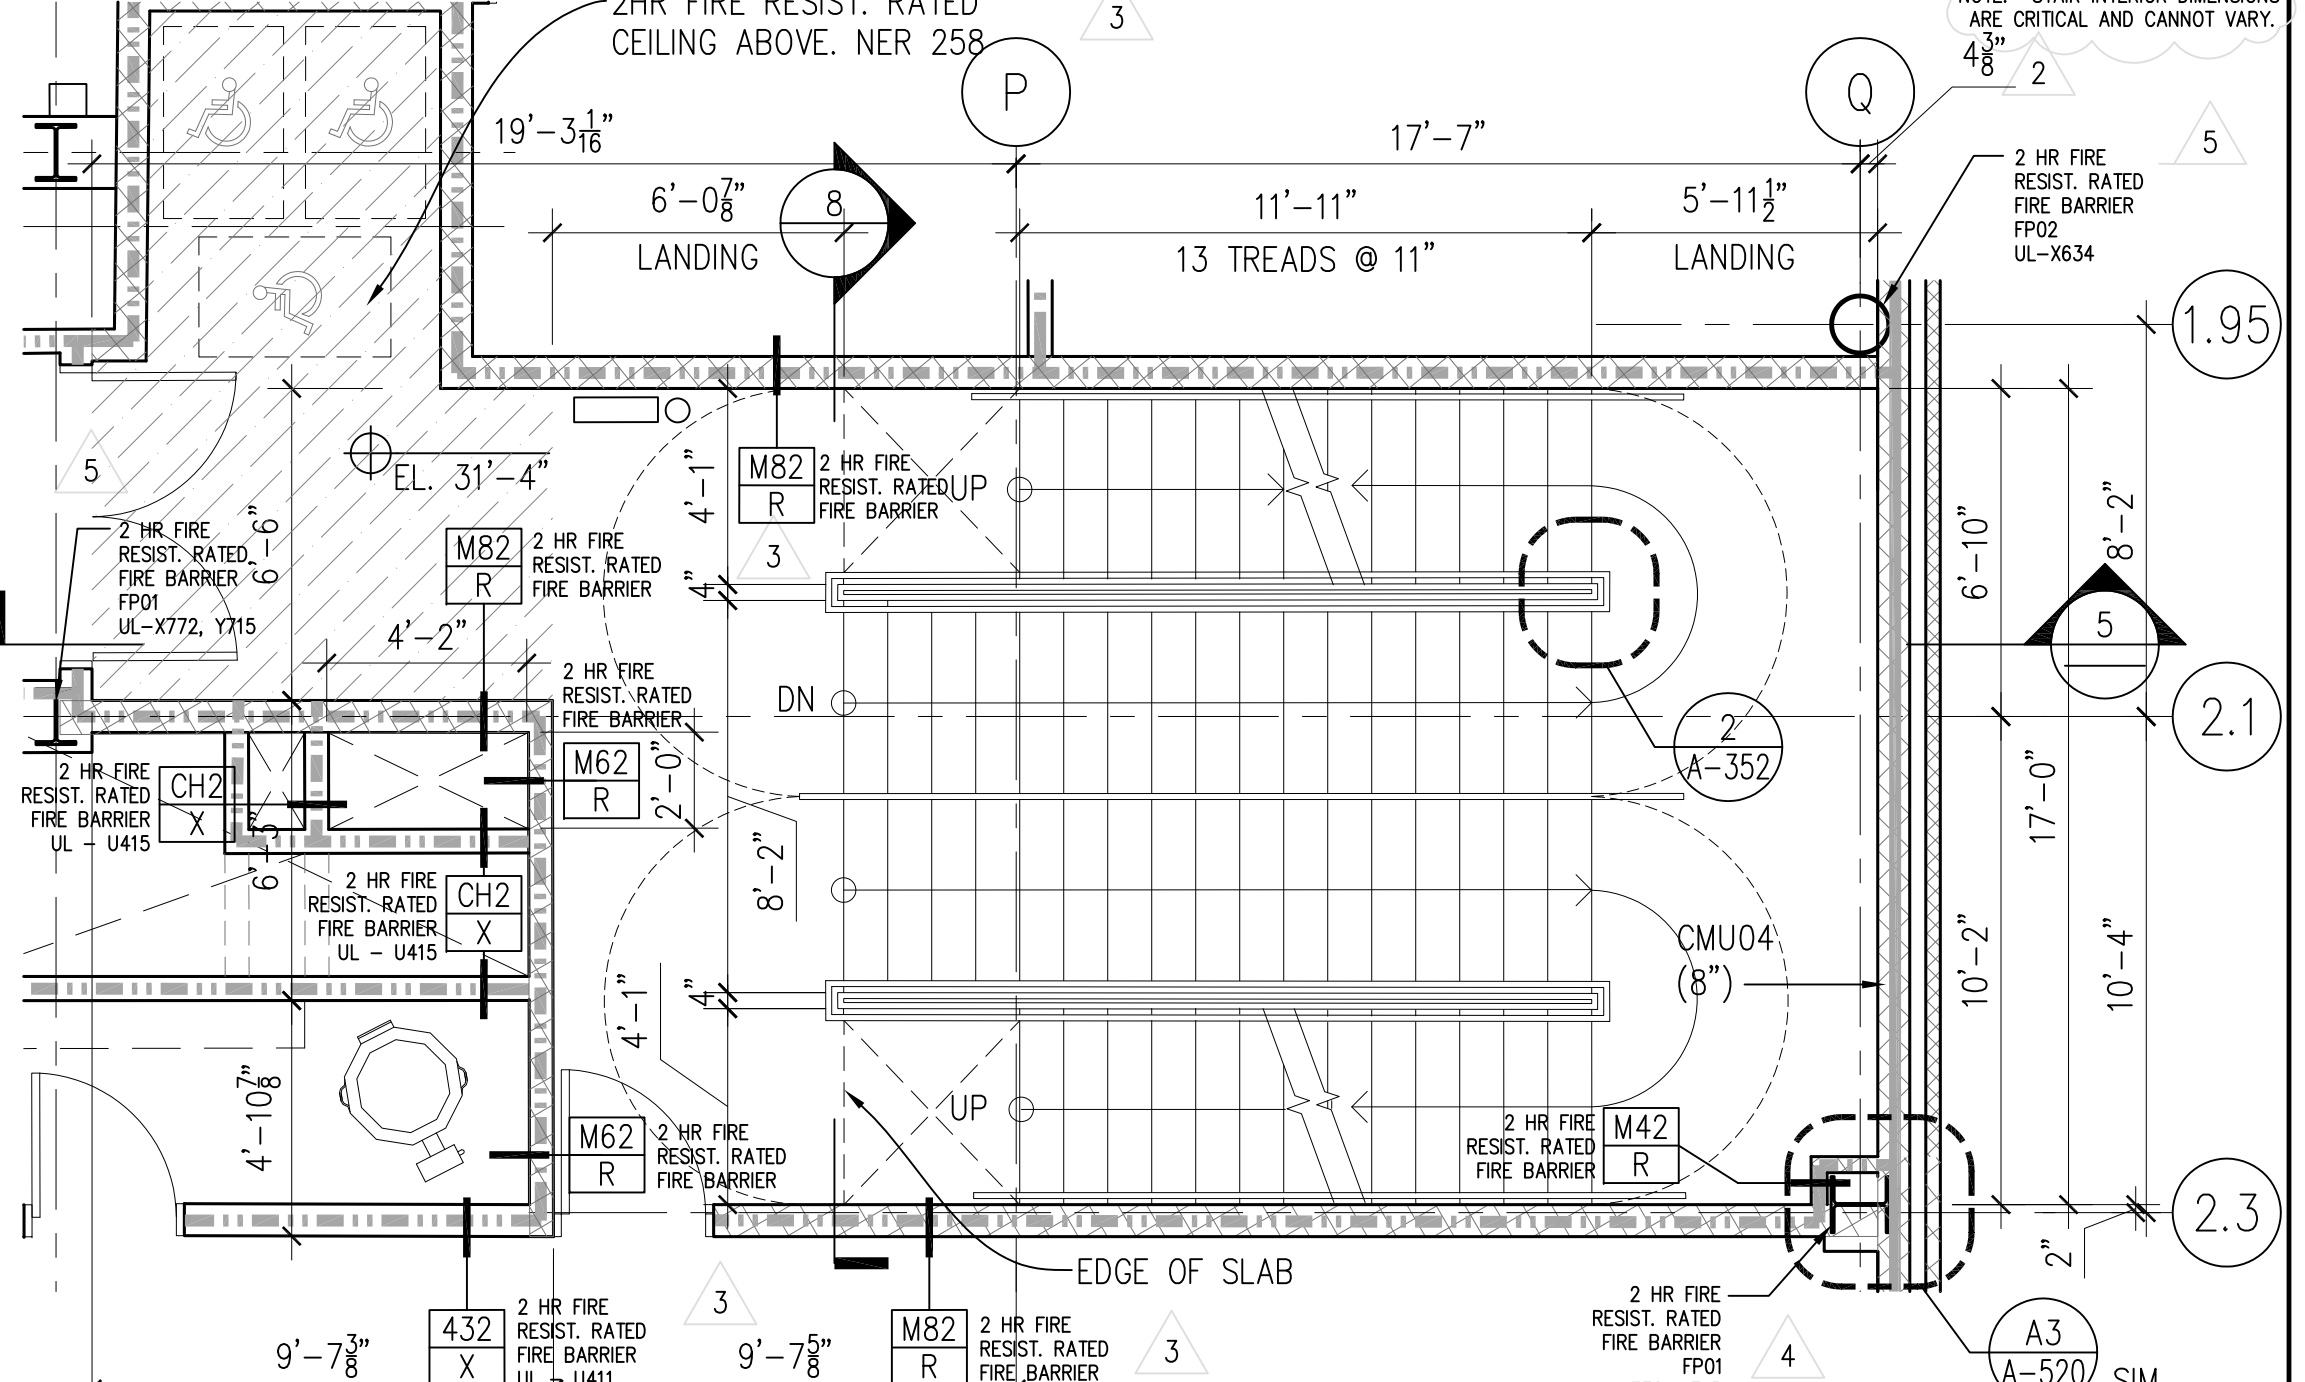 2HR FIRE RESIST. RATED
CEILING ABOVE. NER 258
3
P
Q
ARE CRITICAL AND CANNOT VARY.
4 3/8"
2
5
19'-3 1/16"
17'-7"
6'-0 7/8"
LANDING
8
11'-11"
13 TREADS @ 11"
5'-11 1/2"
LANDING
2 HR FIRE
RESIST. RATED
FIRE BARRIER
FP02
UL-X634
1.95
5
EL. 31'-4"
6'-6"
2 HR FIRE
RESIST. RATED
FIRE BARRIER
FP01
UL-X772, Y715
M82
R
2 HR FIRE
RESIST. RATED
FIRE BARRIER
4'-1"
M82
R
2 HR FIRE
RESIST. RATED
FIRE BARRIER
UP
3
4"
4'-2"
2 HR FIRE
RESIST. RATED
FIRE BARRIER
M62
R
2'-0"
DN
2
A-352
6'-10"
8'-2"
5
2.1
2 HR FIRE
RESIST. RATED
FIRE BARRIER
UL - U415
CH2
X
6'-3"
2 HR FIRE
RESIST. RATED
FIRE BARRIER
UL - U415
CH2
X
8'-2"
17'-0"
CMU04
(8")
10'-2"
10'-4"
4"
4'-1"
4'-10 7/8"
UP
M62
R
2 HR FIRE
RESIST. RATED
FIRE BARRIER
2 HR FIRE
RESIST. RATED
FIRE BARRIER
M42
R
2.3
2"
EDGE OF SLAB
3
9'-7 3/8"
432
X
2 HR FIRE
RESIST. RATED
FIRE BARRIER
UL - U411
9'-7 5/8"
M82
R
2 HR FIRE
RESIST. RATED
FIRE BARRIER
3
2 HR FIRE
RESIST. RATED
FIRE BARRIER
FP01
4
A3
A-520
SIM